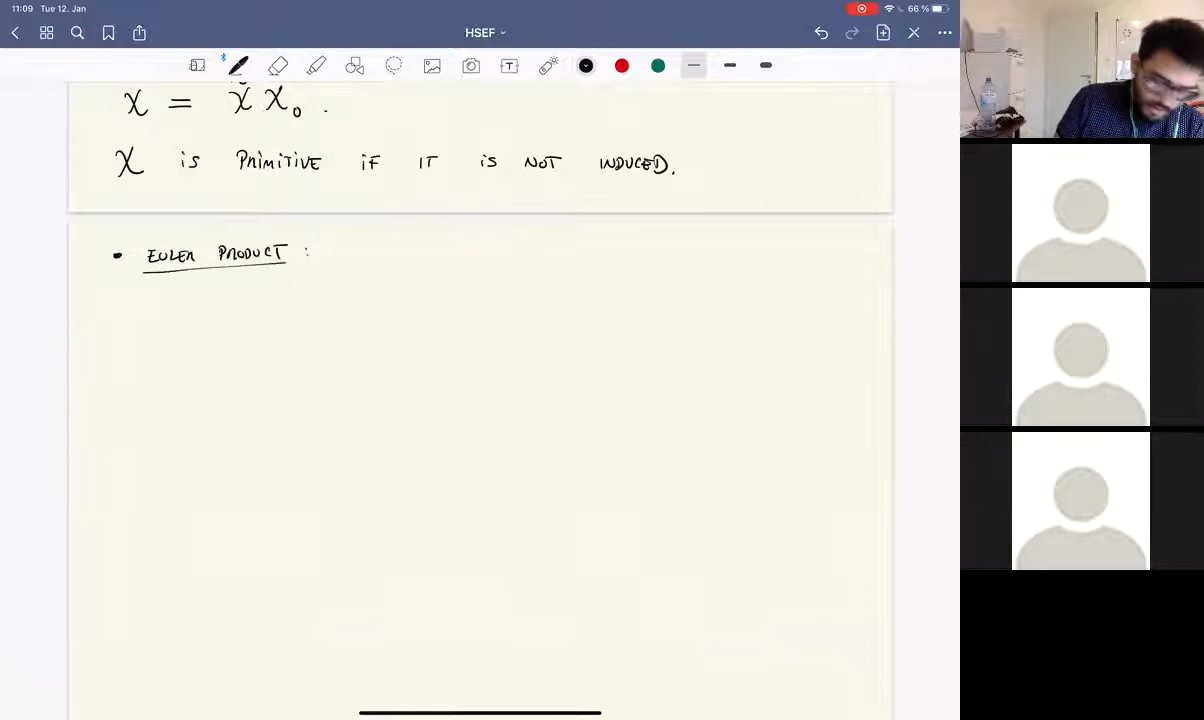 11:09 Tue 12. Jan
66 %
HSEF
χ = χ̃ χ₀ .
χ is PRIMITIVE if IT is NOT INDUCED.
• EULER PRODUCT :